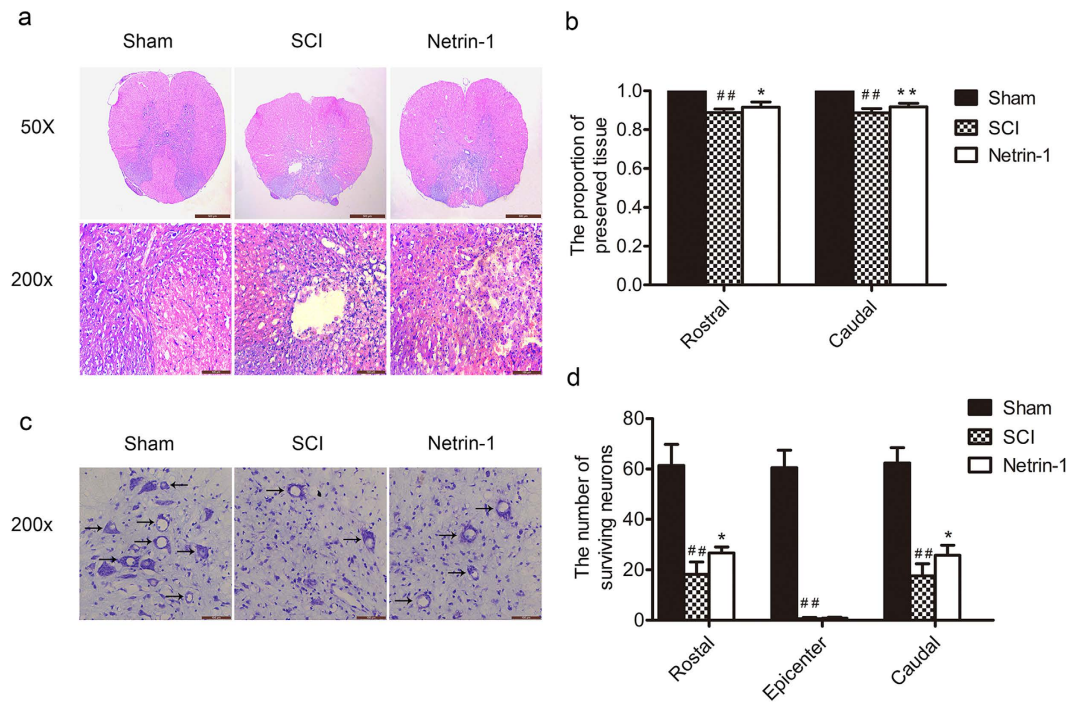 a
Sham
SCI
Netrin-1
50X
200x
b
The proportion of
preserved tissue
1.0
0.8
0.6
0.4
0.2
0.0
##
*
##
**
Rostral
Caudal
Sham
SCI
Netrin-1
c
Sham
SCI
Netrin-1
200x
d
The number of
surviving neurons
80
60
40
20
0
##
*
##
##
*
Rostal
Epicenter
Caudal
Sham
SCI
Netrin-1